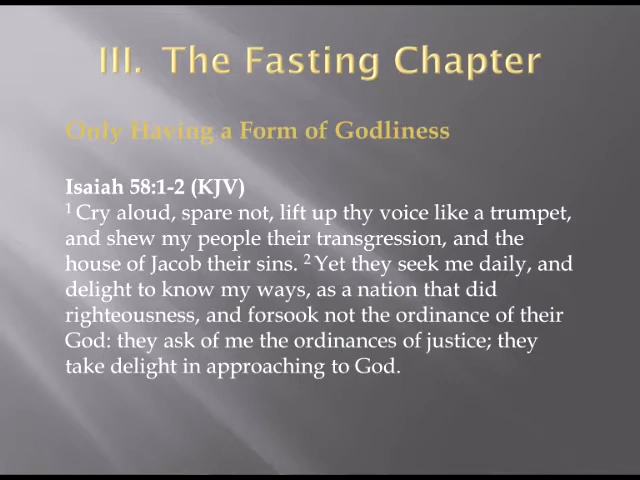 III. The Fasting Chapter
Only Having a Form of Godliness
Isaiah 58:1-2 (KJV)
1 Cry aloud, spare not, lift up thy voice like a trumpet,
and shew my people their transgression, and the
house of Jacob their sins. 2 Yet they seek me daily, and
delight to know my ways, as a nation that did
righteousness, and forsook not the ordinance of their
God: they ask of me the ordinances of justice; they
take delight in approaching to God.